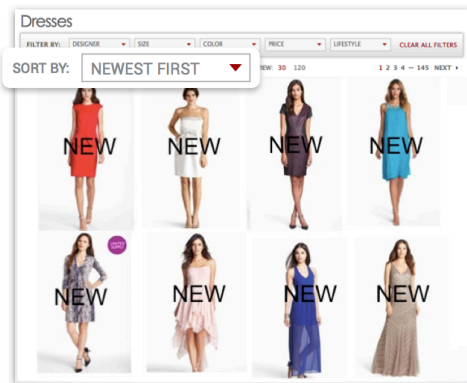 Dresses
FILTER BY: DESIGNER SIZE COLOR PRICE LIFESTYLE CLEAR ALL FILTERS
SORT BY: NEWEST FIRST
30 120 1 2 3 4 — 145 NEXT
NEW NEW NEW NEW
NEW NEW NEW NEW